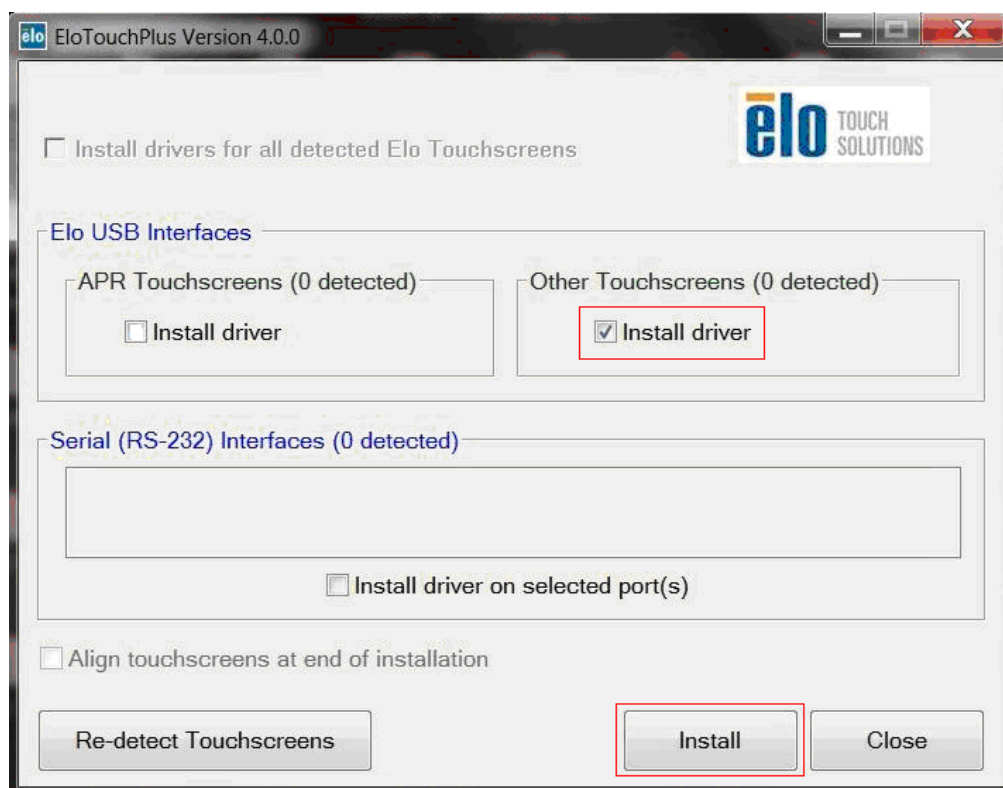 elo EloTouchPlus Version 4.0.0
Install drivers for all detected Elo Touchscreens
elo TOUCH SOLUTIONS
Elo USB Interfaces
APR Touchscreens (0 detected)
Other Touchscreens (0 detected)
Install driver
Install driver
Serial (RS-232) Interfaces (0 detected)
Install driver on selected port(s)
Align touchscreens at end of installation
Re-detect Touchscreens
Install
Close